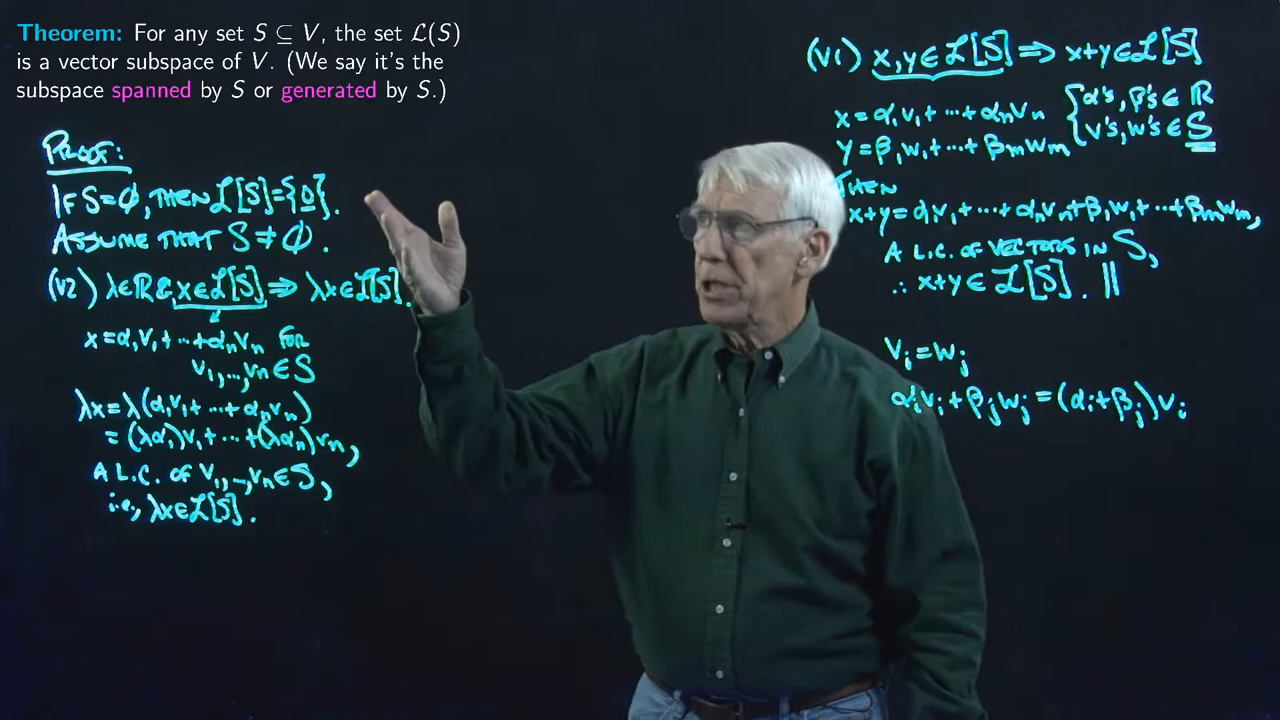 Theorem: For any set S ⊆ V, the set ℒ(S)
is a vector subspace of V. (We say it's the
subspace spanned by S or generated by S.)
PROOF:
IF S=∅, THEN ℒ[S]={0}.
ASSUME THAT S≠∅.
(V2) λ∈ℝ & x∈ℒ[S] ⇒ λx∈ℒ[S].
x=α₁v₁+⋯+αₙvₙ FOR
v₁,…,vₙ∈S
λx=λ(α₁v₁+⋯+αₙvₙ)
=(λα₁)v₁+⋯+(λαₙ)vₙ,
A L.C. OF v₁,…,vₙ∈S,
i.e., λx∈ℒ[S].
(V1) x,y∈ℒ[S] ⇒ x+y∈ℒ[S]
x=α₁v₁+⋯+αₙvₙ { α's, β's ∈ ℝ
y=β₁w₁+⋯+βₘwₘ { v's, w's ∈ S
THEN
x+y=α₁v₁+⋯+αₙvₙ+β₁w₁+⋯+βₘwₘ,
A L.C. OF VECTORS IN S,
∴ x+y∈ℒ[S]. ||
vᵢ=wⱼ
αᵢvᵢ+βⱼwⱼ=(αᵢ+βⱼ)vᵢ